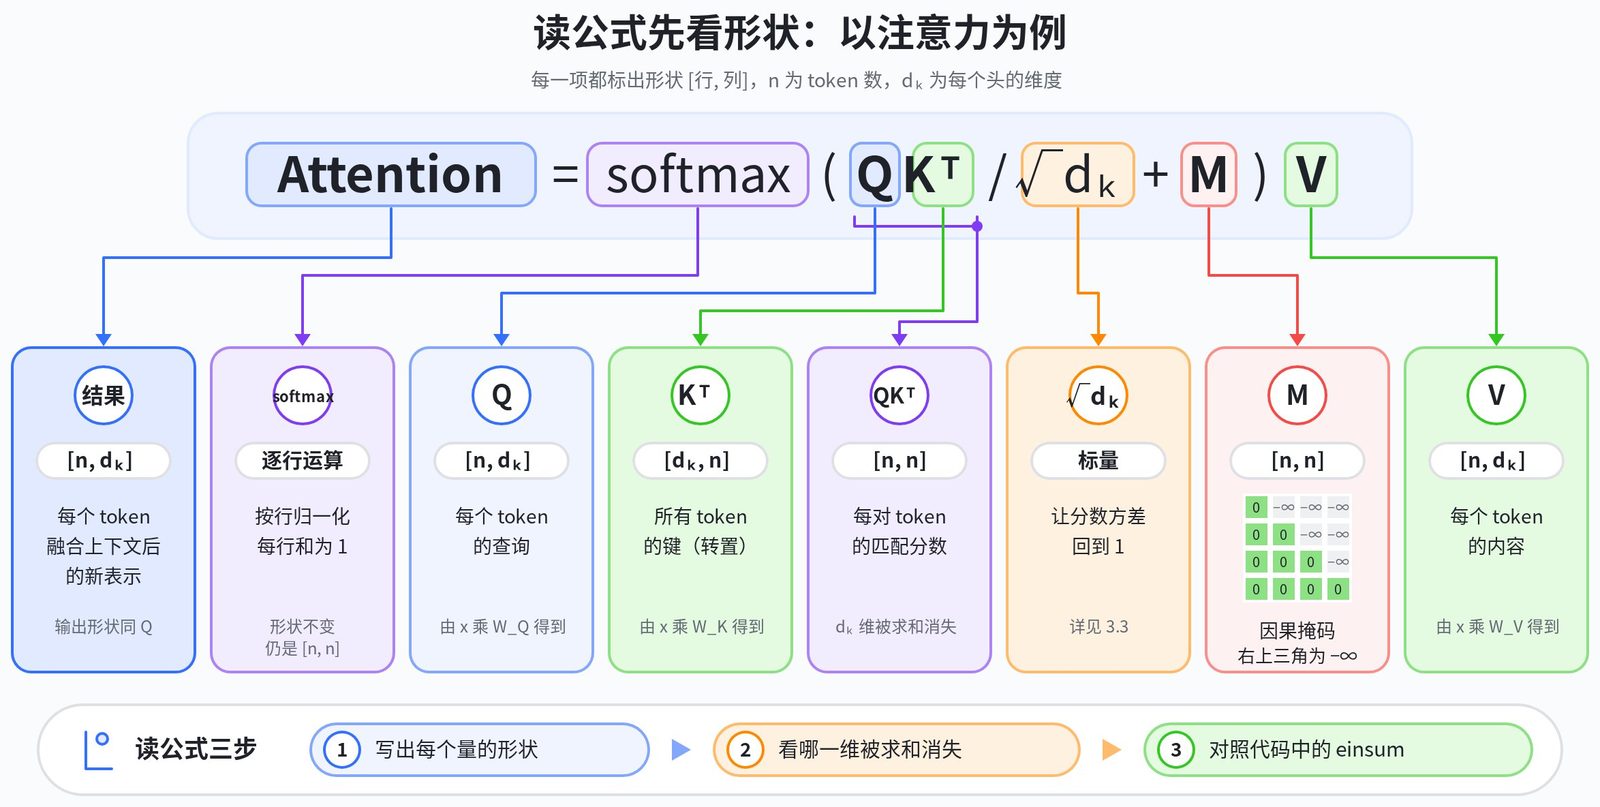 读公式先看形状：以注意力为例
每一项都标出形状 [行, 列]，n 为 token 数，dₖ 为每个头的维度
Attention = softmax ( Q Kᵀ / √dₖ + M ) V
结果
[n, dₖ]
每个 token
融合上下文后
的新表示
输出形状同 Q
softmax
逐行运算
按行归一化
每行和为 1
形状不变
仍是 [n, n]
Q
[n, dₖ]
每个 token
的查询
由 x 乘 W_Q 得到
Kᵀ
[dₖ, n]
所有 token
的键（转置）
由 x 乘 W_K 得到
QKᵀ
[n, n]
每对 token
的匹配分数
dₖ 维被求和消失
√dₖ
标量
让分数方差
回到 1
详见 3.3
M
[n, n]
0 −∞ −∞ −∞
0 0 −∞ −∞
0 0 0 −∞
0 0 0 0
因果掩码
右上三角为 −∞
V
[n, dₖ]
每个 token
的内容
由 x 乘 W_V 得到
读公式三步
1 写出每个量的形状
2 看哪一维被求和消失
3 对照代码中的 einsum